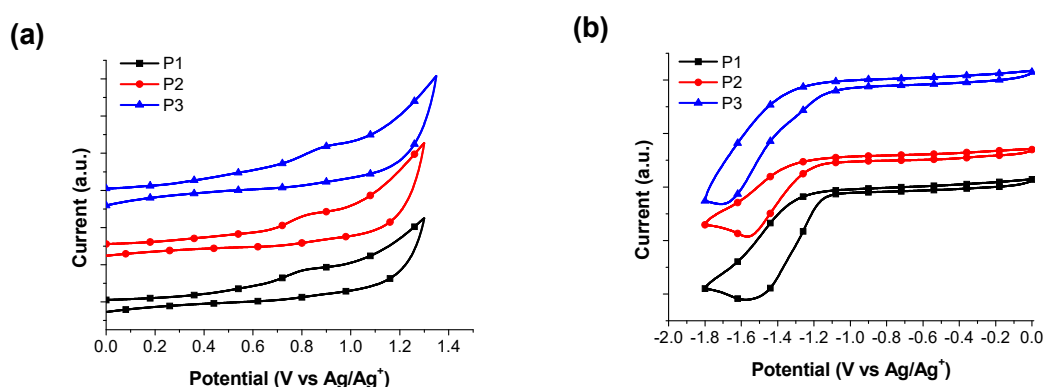 (a)
P1
P2
P3
Current (a.u.)
0.0 0.2 0.4 0.6 0.8 1.0 1.2 1.4
Potential (V vs Ag/Ag⁺)
(b)
P1
P2
P3
Current (a.u.)
-2.0 -1.8 -1.6 -1.4 -1.2 -1.0 -0.8 -0.6 -0.4 -0.2 0.0
Potential (V vs Ag/Ag⁺)